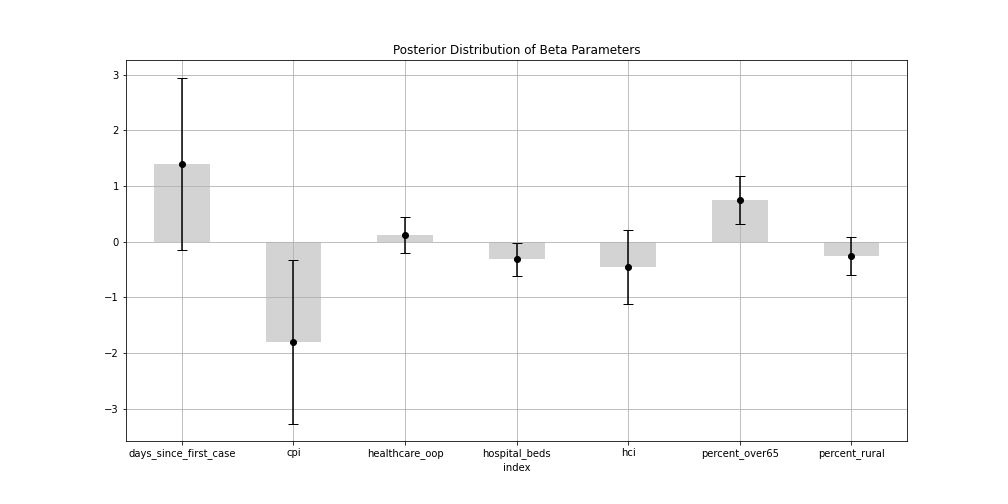 Posterior Distribution of Beta Parameters
3
2
1
0
−1
−2
−3
days_since_first_case cpi healthcare_oop hospital_beds hci percent_over65 percent_rural
index